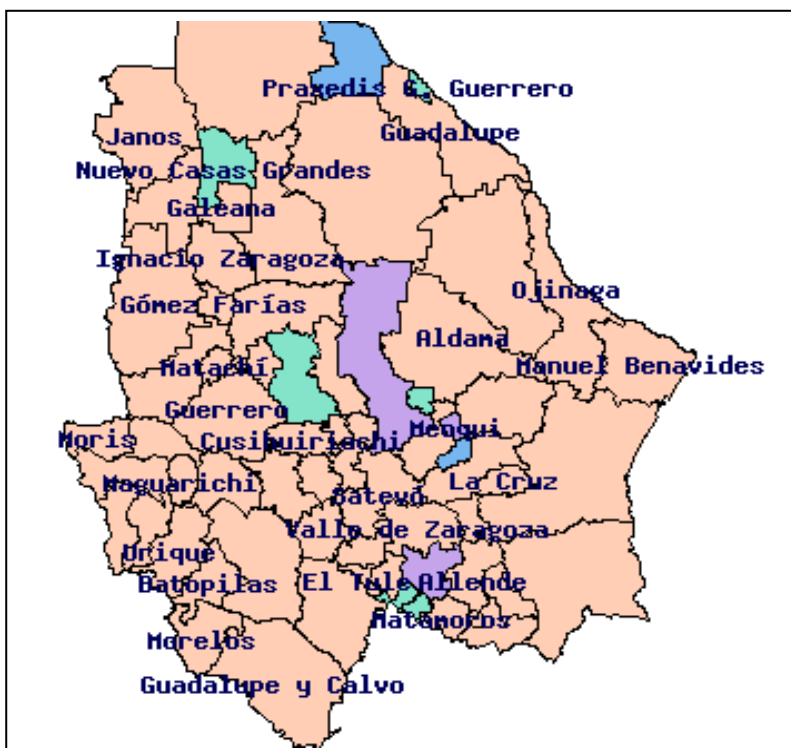 Praxedis G. Guerrero
Guadalupe
Janos
Nuevo Casas Grandes
Galeana
Ignacio Zaragoza
Ojinaga
Gómez Farías
Aldama
Matachí
Manuel Benavides
Guerrero
Moris
Cusihuiriachi
Meoqui
Maguarichi
La Cruz
Satevó
Valle de Zaragoza
Urique
Batopilas
El Tule
Allende
Matamoros
Morelos
Guadalupe y Calvo